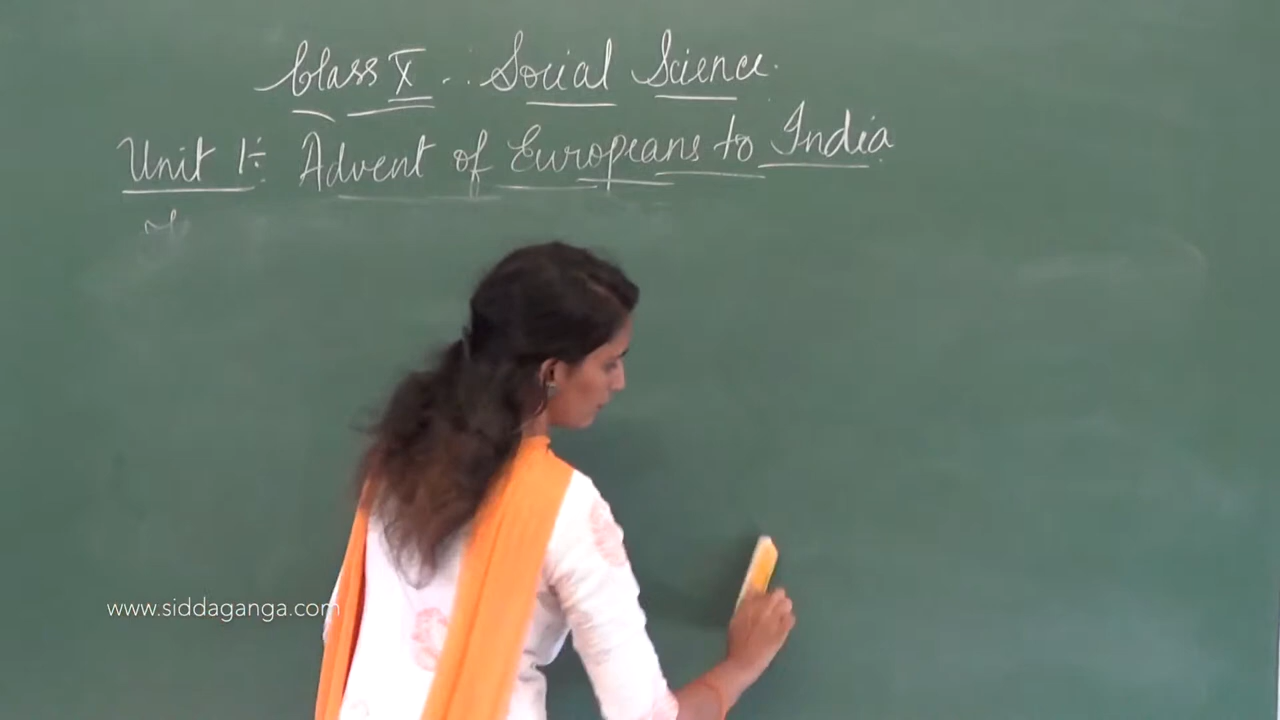 Class X . . Social Science.
Unit 1:- Advent of Europeans to India
www.siddaganga.com